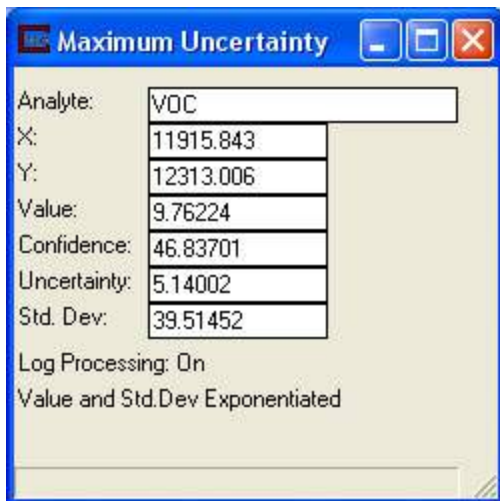 Maximum Uncertainty
Analyte: VOC
X: 11915.843
Y: 12313.006
Value: 9.76224
Confidence: 46.83701
Uncertainty: 5.14002
Std. Dev: 39.51452
Log Processing: On
Value and Std.Dev Exponentiated